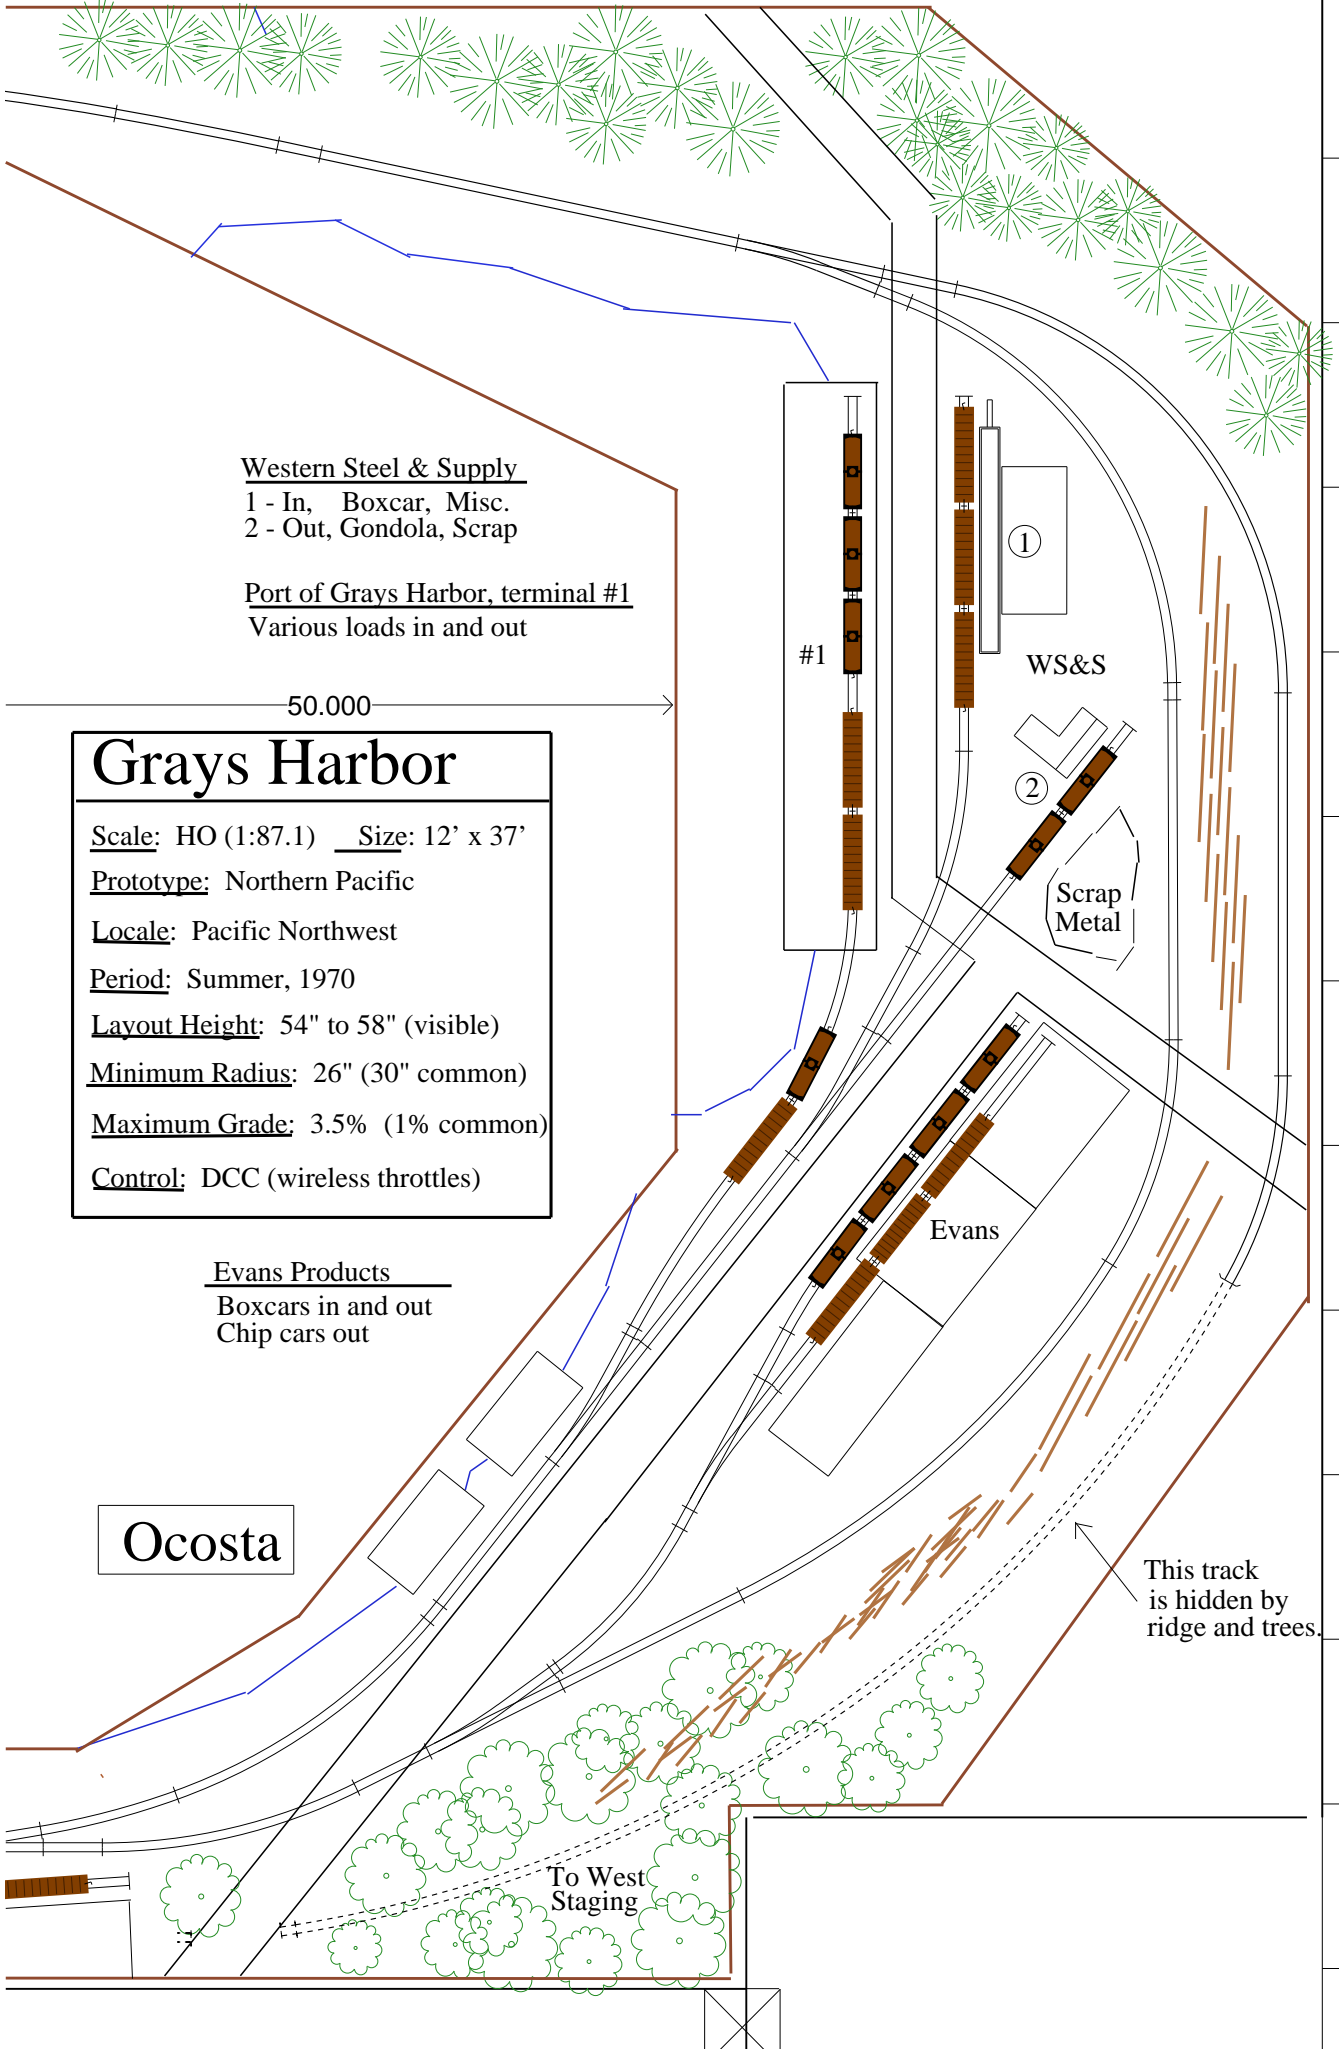 Western Steel & Supply
1 - In, Boxcar, Misc.
2 - Out, Gondola, Scrap
Port of Grays Harbor, terminal #1
Various loads in and out
#1
1
WS&S
50.000
Grays Harbor
Scale: HO (1:87.1) Size: 12’ x 37’
Prototype: Northern Pacific
Locale: Pacific Northwest
Period: Summer, 1970
Layout Height: 54" to 58" (visible)
Minimum Radius: 26" (30" common)
Maximum Grade: 3.5% (1% common)
Control: DCC (wireless throttles)
2
Scrap
Metal
Evans
Evans Products
Boxcars in and out
Chip cars out
Ocosta
This track
is hidden by
ridge and trees.
To West
Staging